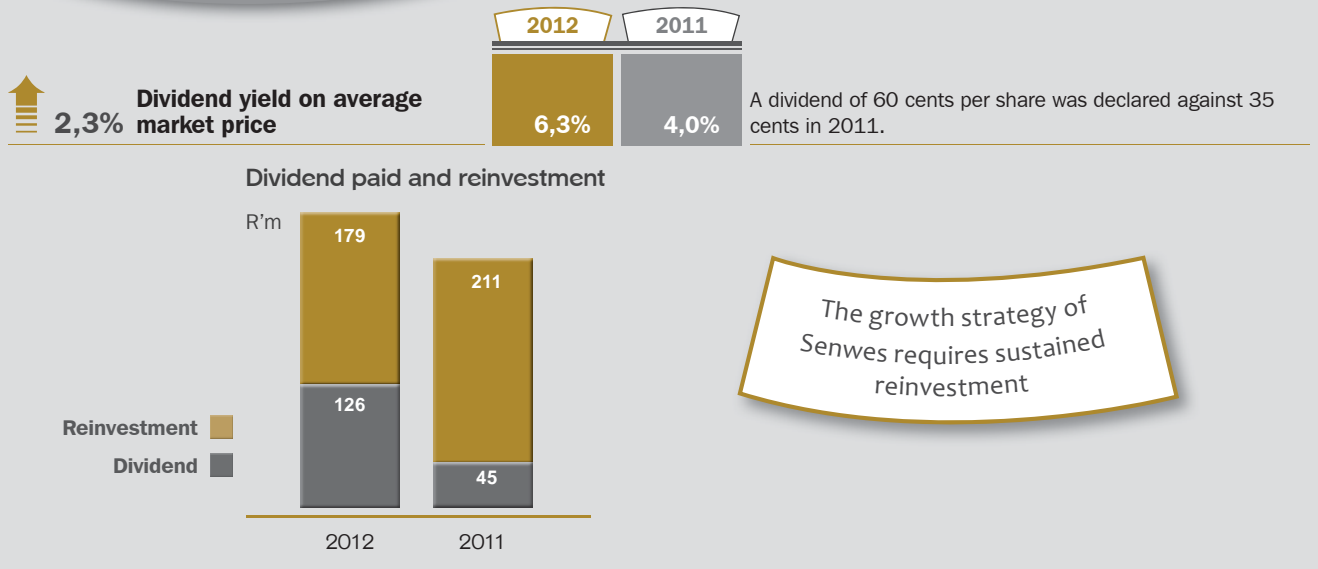 2012 2011
2,3% Dividend yield on average
market price
6,3% 4,0%
A dividend of 60 cents per share was declared against 35
cents in 2011.
Dividend paid and reinvestment
R’m
179
211
126
45
Reinvestment
Dividend
2012 2011
The growth strategy of
Senwes requires sustained
reinvestment